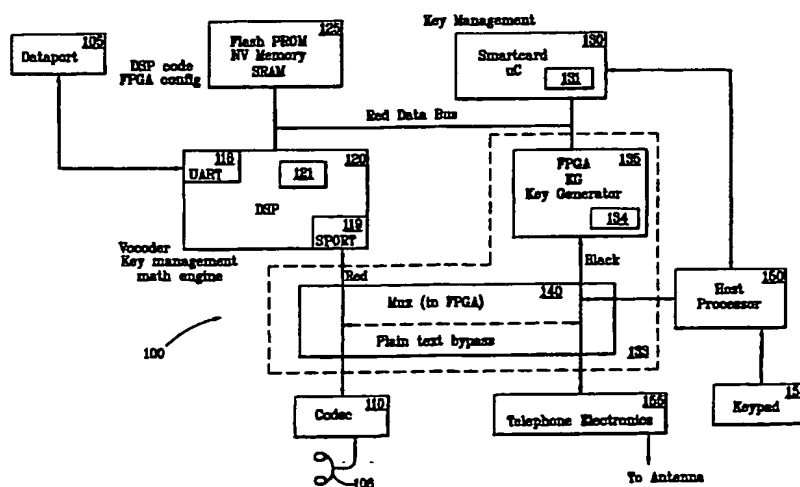 Key Management
105
Dataport
DSP code
FPGA config
125
Flash PROM
NV Memory
SRAM
130
Smartcard
uC
131
Red Data Bus
118
UART
121
120
DSP
119
SPORT
Vocoder
Key management
math engine
FPGA
135
KG
Key Generator
134
Red
Black
Mux (in FPGA)
140
Plain text bypass
133
100
Host
Processor
Codec
110
Telephone Electronics
Keypad
106
To Antenna